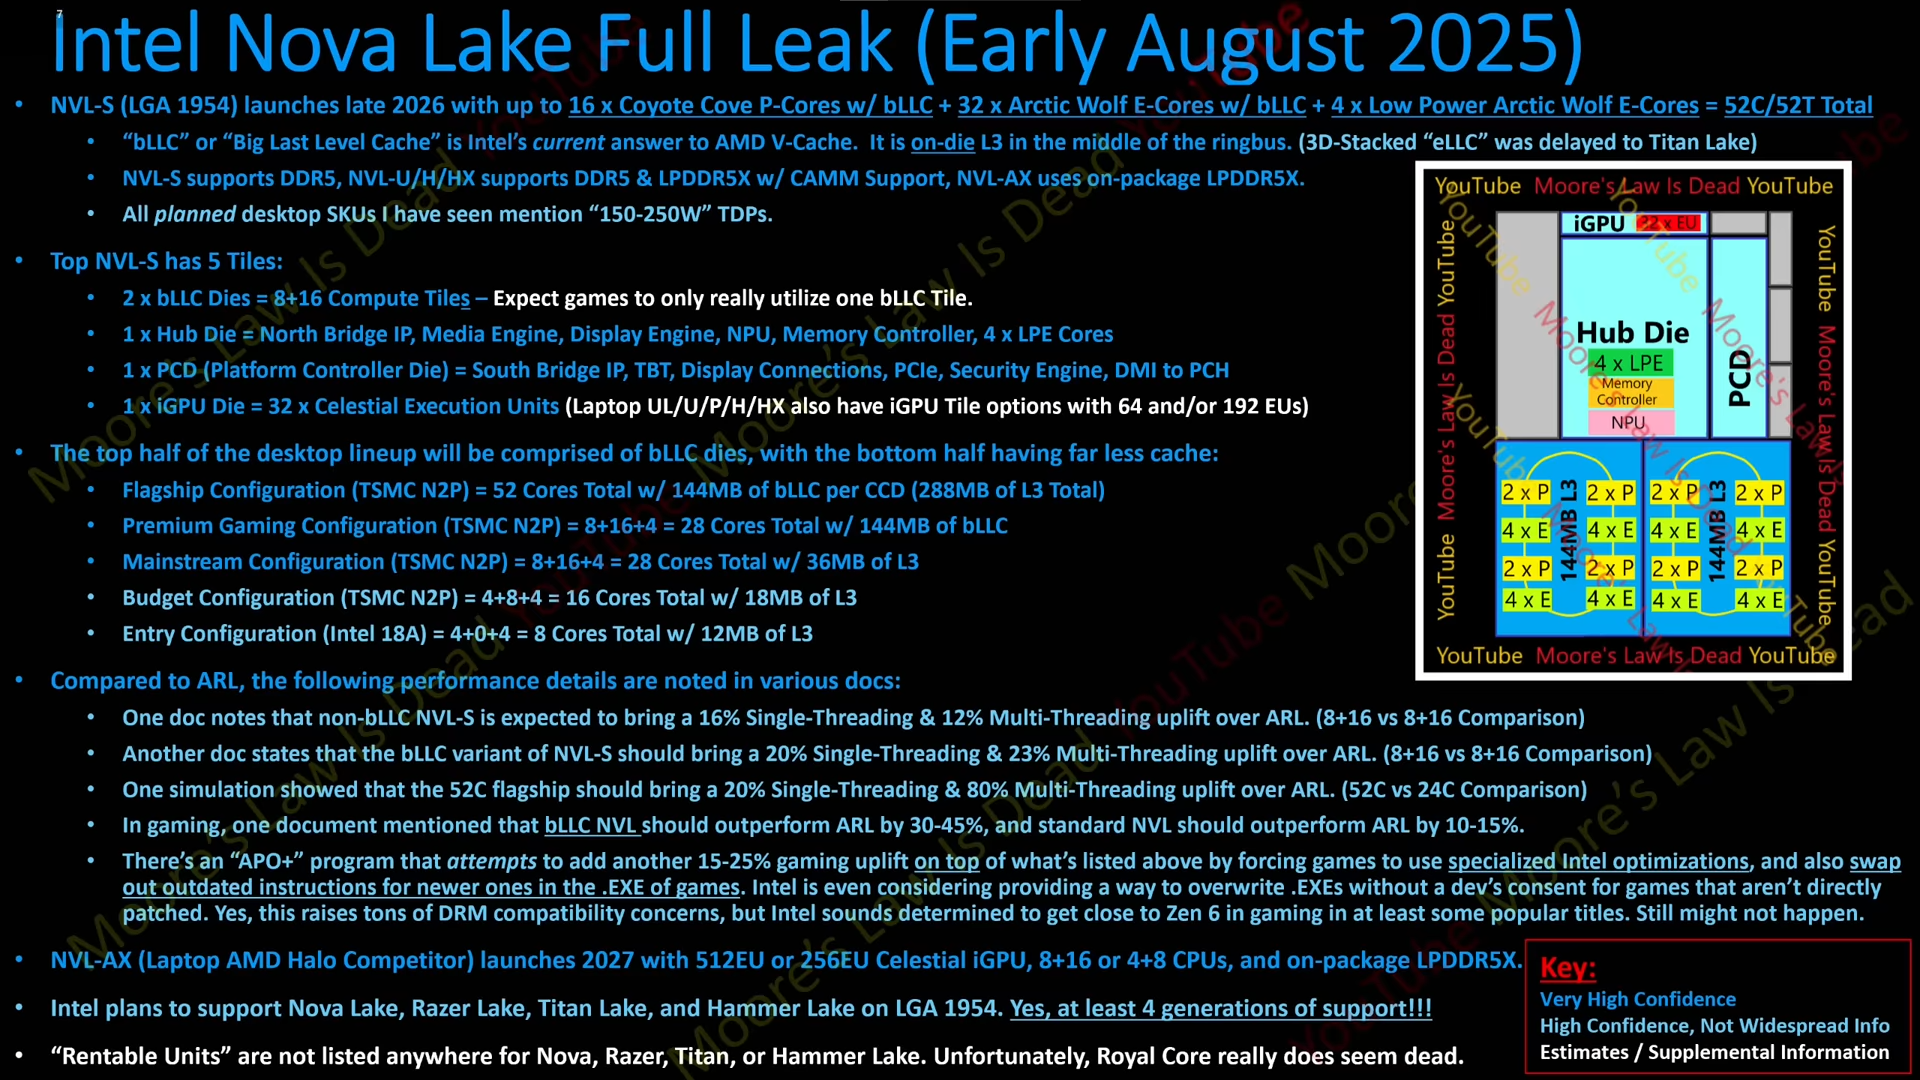 7
Intel Nova Lake Full Leak (Early August 2025)
• NVL-S (LGA 1954) launches late 2026 with up to 16 x Coyote Cove P-Cores w/ bLLC + 32 x Arctic Wolf E-Cores w/ bLLC + 4 x Low Power Arctic Wolf E-Cores = 52C/52T Total
• “bLLC” or “Big Last Level Cache” is Intel’s current answer to AMD V-Cache. It is on-die L3 in the middle of the ringbus. (3D-Stacked “eLLC” was delayed to Titan Lake)
• NVL-S supports DDR5, NVL-U/H/HX supports DDR5 & LPDDR5X w/ CAMM Support, NVL-AX uses on-package LPDDR5X.
• All planned desktop SKUs I have seen mention “150-250W” TDPs.
• Top NVL-S has 5 Tiles:
• 2 x bLLC Dies = 8+16 Compute Tiles – Expect games to only really utilize one bLLC Tile.
• 1 x Hub Die = North Bridge IP, Media Engine, Display Engine, NPU, Memory Controller, 4 x LPE Cores
• 1 x PCD (Platform Controller Die) = South Bridge IP, TBT, Display Connections, PCIe, Security Engine, DMI to PCH
• 1 x iGPU Die = 32 x Celestial Execution Units (Laptop UL/U/P/H/HX also have iGPU Tile options with 64 and/or 192 EUs)
• The top half of the desktop lineup will be comprised of bLLC dies, with the bottom half having far less cache:
• Flagship Configuration (TSMC N2P) = 52 Cores Total w/ 144MB of bLLC per CCD (288MB of L3 Total)
• Premium Gaming Configuration (TSMC N2P) = 8+16+4 = 28 Cores Total w/ 144MB of bLLC
• Mainstream Configuration (TSMC N2P) = 8+16+4 = 28 Cores Total w/ 36MB of L3
• Budget Configuration (TSMC N2P) = 4+8+4 = 16 Cores Total w/ 18MB of L3
• Entry Configuration (Intel 18A) = 4+0+4 = 8 Cores Total w/ 12MB of L3
• Compared to ARL, the following performance details are noted in various docs:
• One doc notes that non-bLLC NVL-S is expected to bring a 16% Single-Threading & 12% Multi-Threading uplift over ARL. (8+16 vs 8+16 Comparison)
• Another doc states that the bLLC variant of NVL-S should bring a 20% Single-Threading & 23% Multi-Threading uplift over ARL. (8+16 vs 8+16 Comparison)
• One simulation showed that the 52C flagship should bring a 20% Single-Threading & 80% Multi-Threading uplift over ARL. (52C vs 24C Comparison)
• In gaming, one document mentioned that bLLC NVL should outperform ARL by 30-45%, and standard NVL should outperform ARL by 10-15%.
• There’s an “APO+” program that attempts to add another 15-25% gaming uplift on top of what’s listed above by forcing games to use specialized Intel optimizations, and also swap
out outdated instructions for newer ones in the .EXE of games. Intel is even considering providing a way to overwrite .EXEs without a dev’s consent for games that aren’t directly
patched. Yes, this raises tons of DRM compatibility concerns, but Intel sounds determined to get close to Zen 6 in gaming in at least some popular titles. Still might not happen.
• NVL-AX (Laptop AMD Halo Competitor) launches 2027 with 512EU or 256EU Celestial iGPU, 8+16 or 4+8 CPUs, and on-package LPDDR5X.
• Intel plans to support Nova Lake, Razer Lake, Titan Lake, and Hammer Lake on LGA 1954. Yes, at least 4 generations of support!!!
• “Rentable Units” are not listed anywhere for Nova, Razer, Titan, or Hammer Lake. Unfortunately, Royal Core really does seem dead.
YouTube Moore's Law Is Dead YouTube
iGPU 32 x EU
Hub Die
4 x LPE
Memory
Controller
NPU
PCD
2 x P 2 x P 2 x P 2 x P
4 x E 4 x E 4 x E 4 x E
144MB L3 144MB L3
2 x P 2 x P 2 x P 2 x P
4 x E 4 x E 4 x E 4 x E
YouTube Moore's Law Is Dead YouTube
YouTube Moore's Law Is Dead YouTube
YouTube Moore's Law Is Dead YouTube
Key:
Very High Confidence
High Confidence, Not Widespread Info
Estimates / Supplemental Information